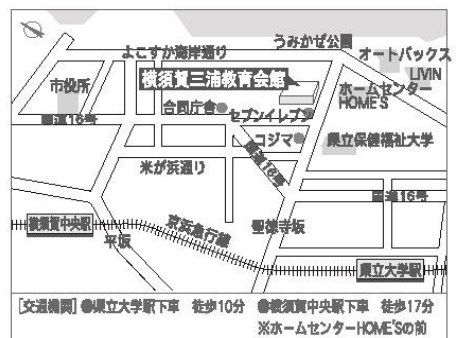 うみかぜ公園
よこすか海岸通り
オートバックス
LIVIN
市役所
横須賀三浦教育会館
ホームセンター
HOME'S
合同庁舎
セブンイレブン
国道16号
コジマ
県立保健福祉大学
国道16号
米が浜通り
国道16号
横須賀中央駅
平坂
京浜急行線
聖徳寺坂
県立大学駅
[交通機関] ●県立大学駅下車 徒歩10分 ●横須賀中央駅下車 徒歩17分
※ホームセンターHOME'Sの前